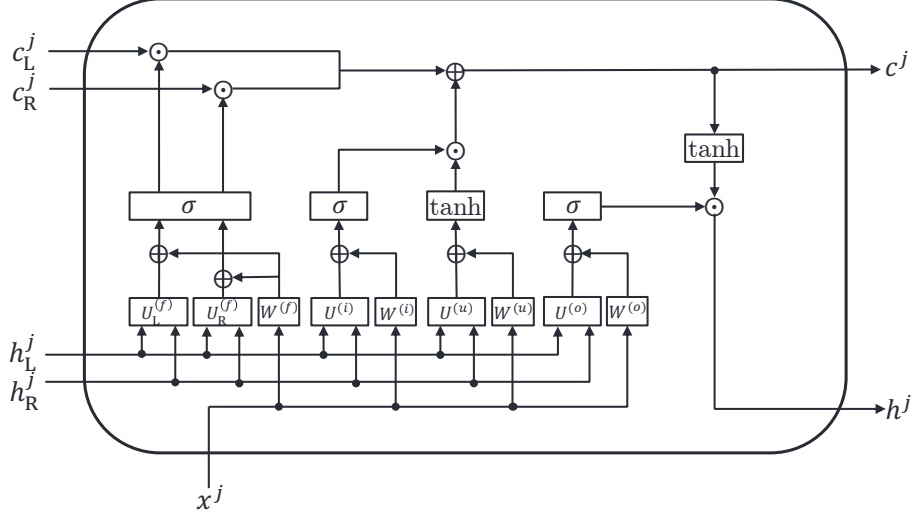 c_L^j
c^j
c_R^j
tanh
σ σ tanh σ
U_L^(f) U_R^(f) W^(f) U^(i) W^(i) U^(u) W^(u) U^(o) W^(o)
h_L^j
h_R^j
h^j
x^j